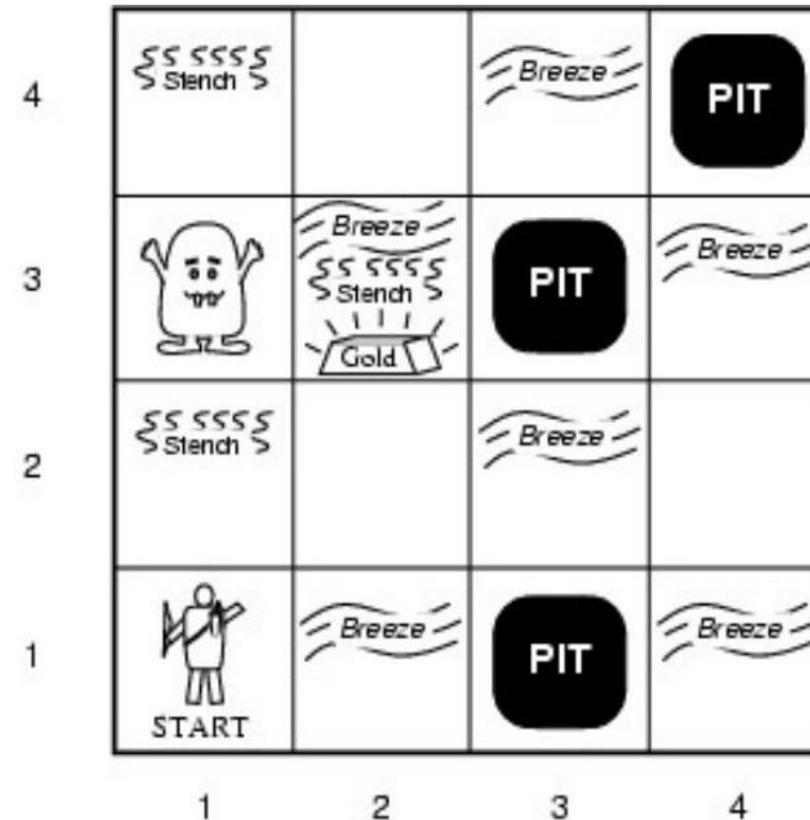 4
Stench
Breeze
PIT
3
Breeze
Stench
Gold
PIT
Breeze
2
Stench
Breeze
1
START
Breeze
PIT
Breeze
1 2 3 4